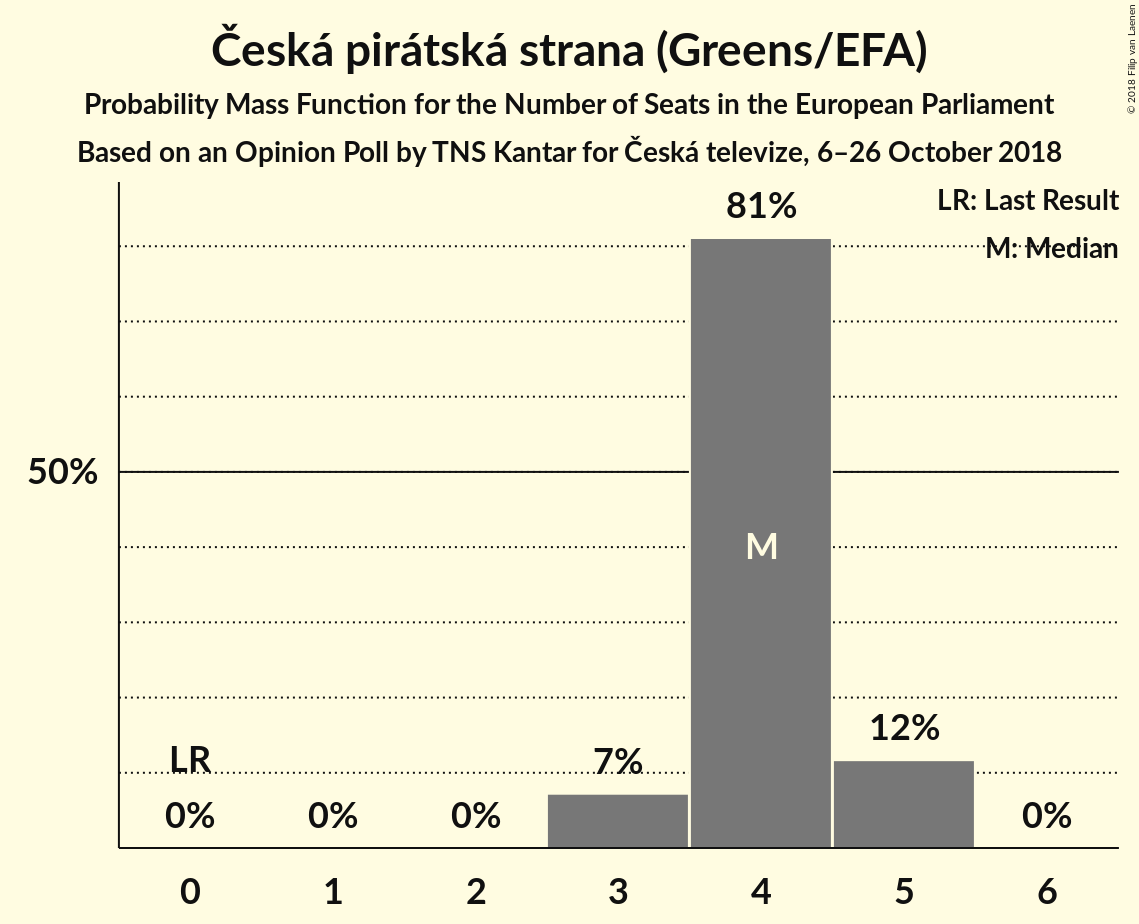 Česká pirátská strana (Greens/EFA)
Probability Mass Function for the Number of Seats in the European Parliament
Based on an Opinion Poll by TNS Kantar for Česká televize, 6–26 October 2018
© 2018 Filip van Laenen
LR: Last Result
M: Median
81%
50%
M
12%
LR
7%
0% 0% 0% 0%
0 1 2 3 4 5 6